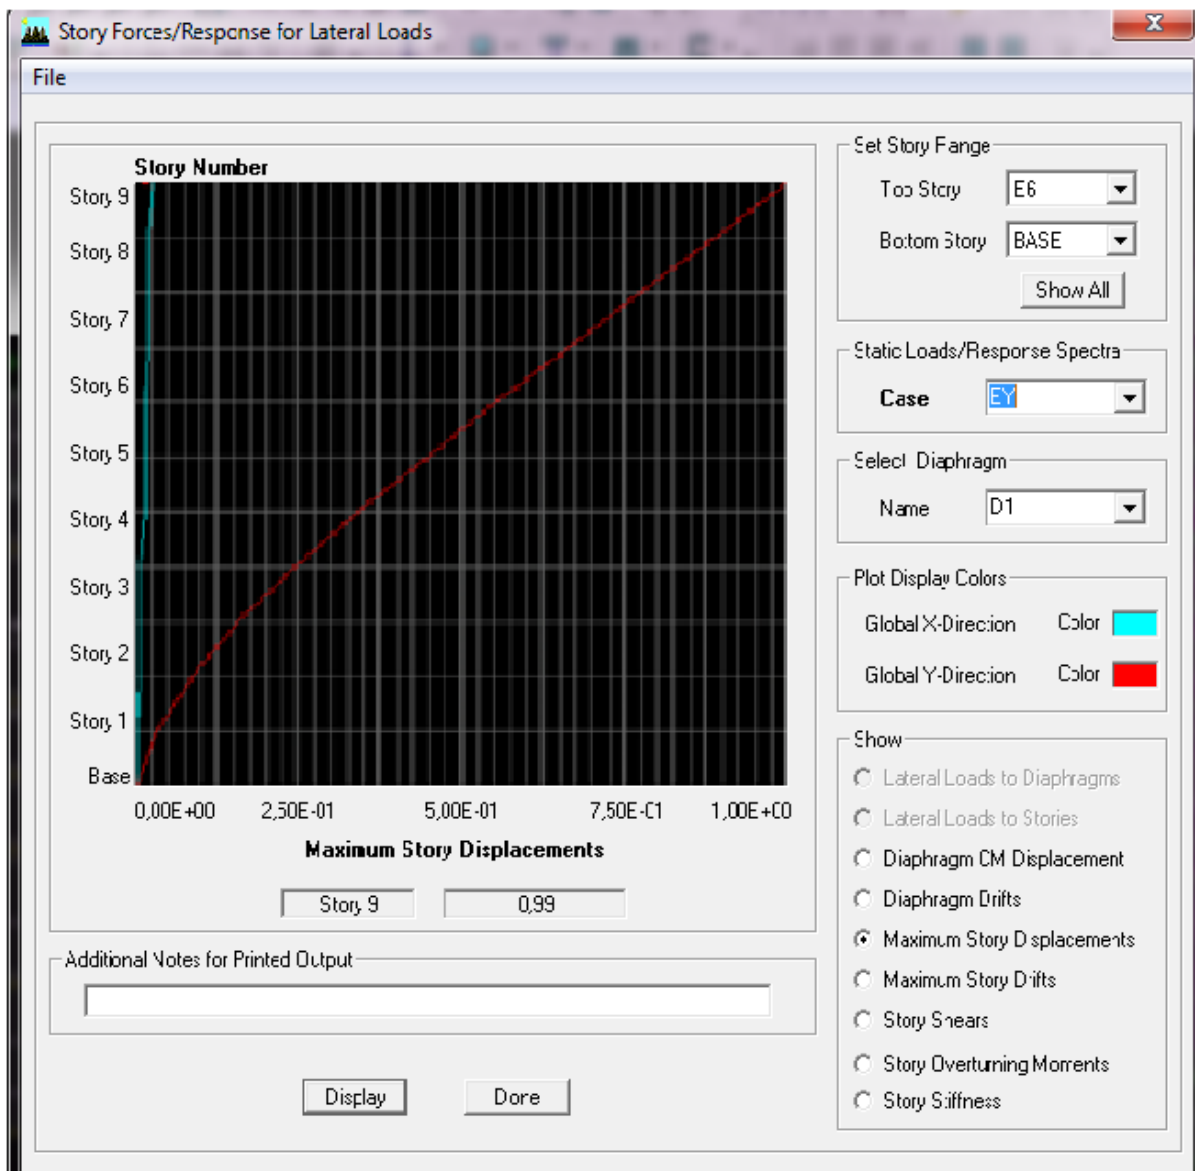 Story Forces/Response for Lateral Loads
X
File
Story Number
Story 9
Story 8
Story 7
Story 6
Story 5
Story 4
Story 3
Story 2
Story 1
Base
0,00E+00 2,50E-01 5,00E-01 7,50E-01 1,00E+00
Maximum Story Displacements
Story 9 0,99
Additional Notes for Printed Output
Display Done
Set Story Range
Top Story E6
Bottom Story BASE
Show All
Static Loads/Response Spectra
Case EY
Select Diaphragm
Name D1
Plot Display Colors
Global X-Direction Color
Global Y-Direction Color
Show
Lateral Loads to Diaphragms
Lateral Loads to Stories
Diaphragm CM Displacement
Diaphragm Drifts
Maximum Story Displacements
Maximum Story Drifts
Story Shears
Story Overturning Moments
Story Stiffness